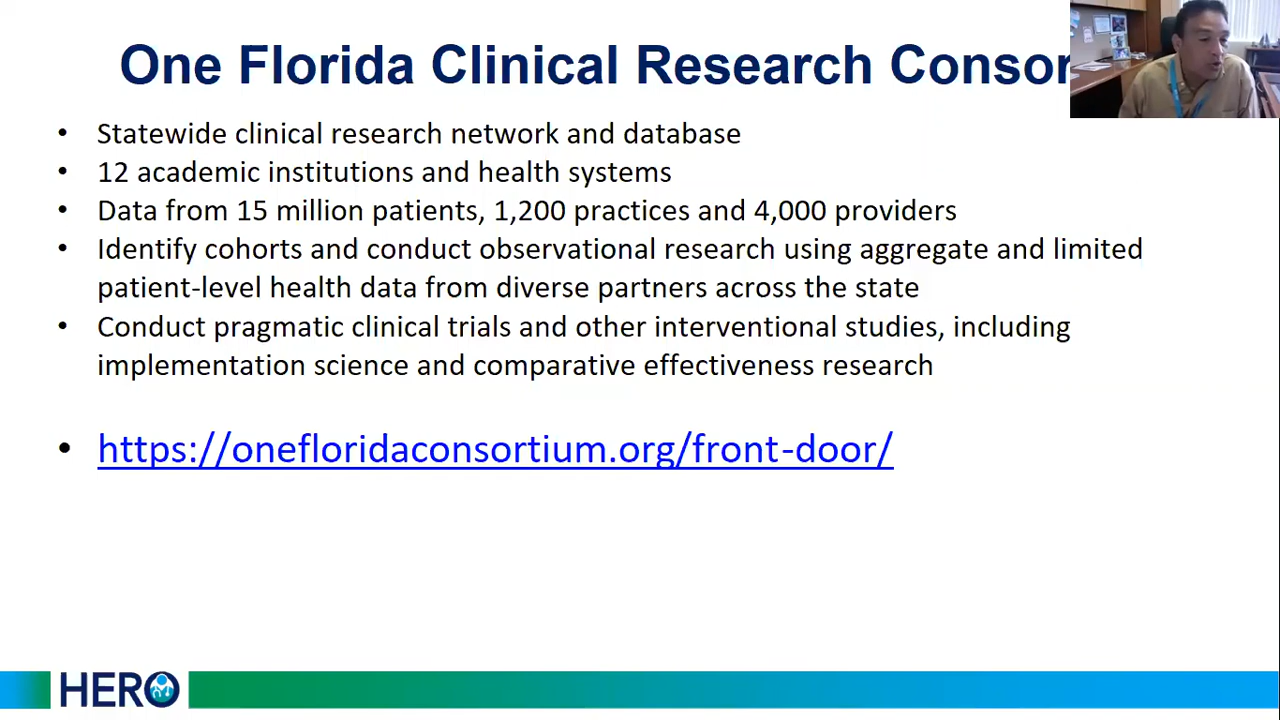 One Florida Clinical Research Consor
• Statewide clinical research network and database
• 12 academic institutions and health systems
• Data from 15 million patients, 1,200 practices and 4,000 providers
• Identify cohorts and conduct observational research using aggregate and limited
patient-level health data from diverse partners across the state
• Conduct pragmatic clinical trials and other interventional studies, including
implementation science and comparative effectiveness research
• https://onefloridaconsortium.org/front-door/
HERO